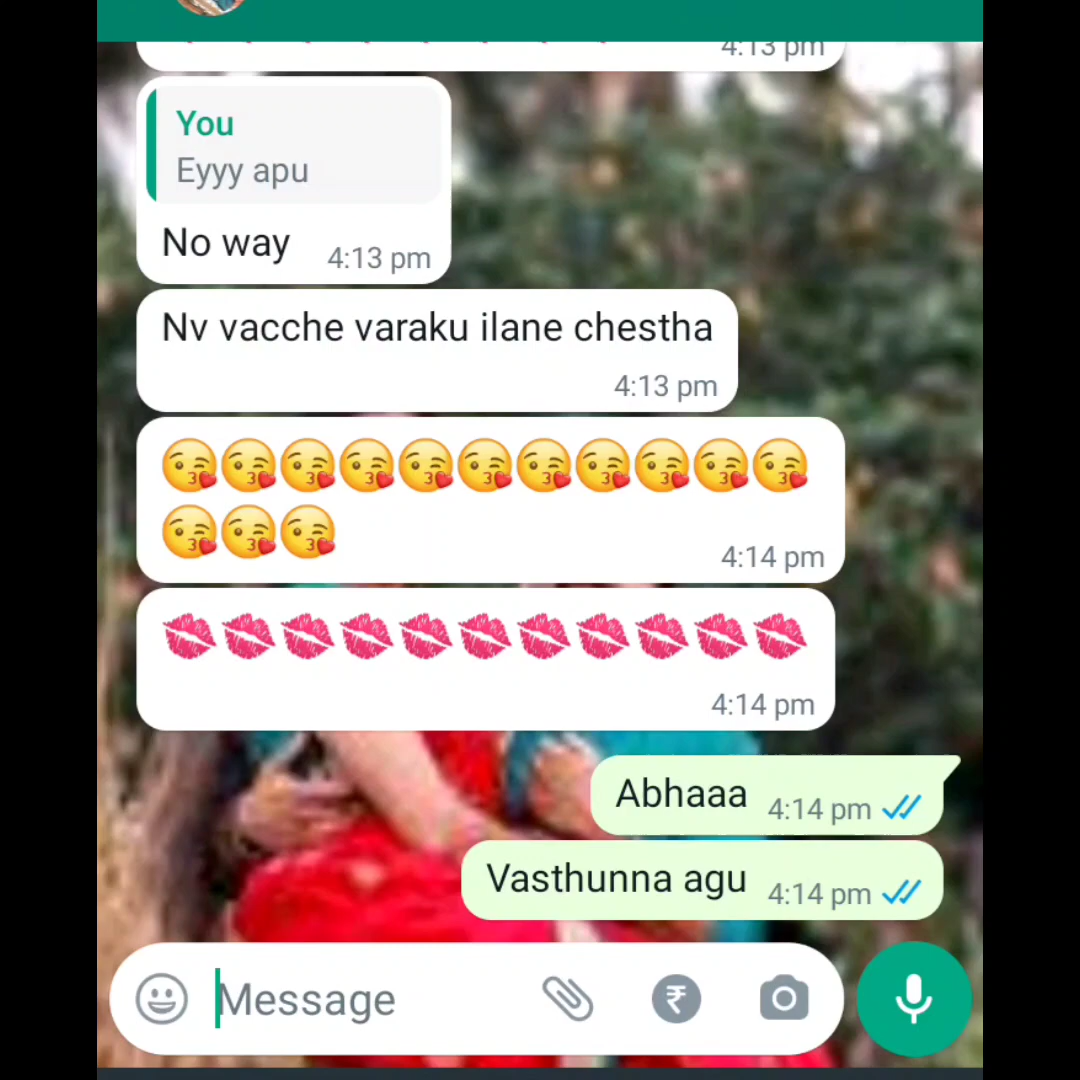 4:13 pm
You
Eyyy apu
No way 4:13 pm
Nv vacche varaku ilane chestha
4:13 pm
😘😘😘😘😘😘😘😘😘😘😘
😘😘😘
4:14 pm
💋💋💋💋💋💋💋💋💋💋💋
4:14 pm
Abhaaa 4:14 pm
Vasthunna agu 4:14 pm
Message